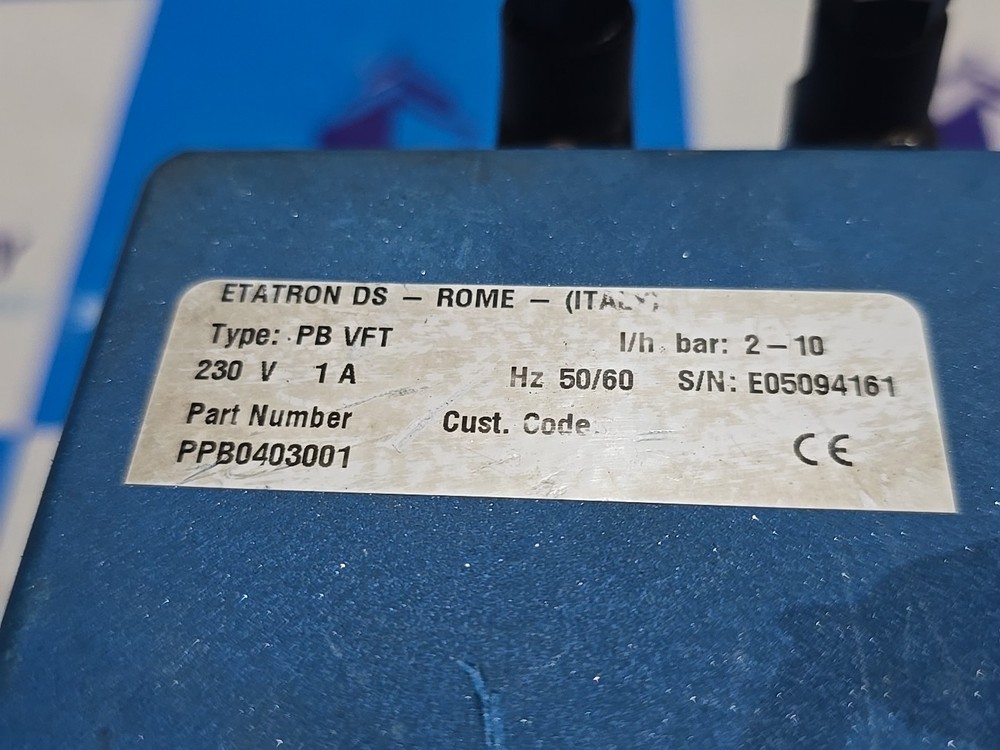 ETATRON DS – ROME – (ITALY)
Type: PB VFT l/h bar: 2–10
230 V 1 A Hz 50/60 S/N: E05094161
Part Number Cust. Code
PPB0403001 CE